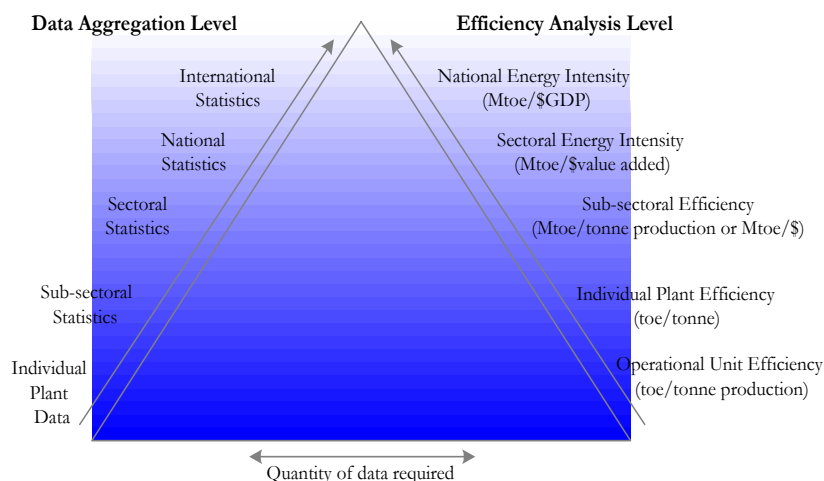 Data Aggregation Level
Efficiency Analysis Level
International
Statistics
National Energy Intensity
(Mtoe/$GDP)
National
Statistics
Sectoral Energy Intensity
(Mtoe/$value added)
Sectoral
Statistics
Sub-sectoral Efficiency
(Mtoe/tonne production or Mtoe/$)
Sub-sectoral
Statistics
Individual Plant Efficiency
(toe/tonne)
Individual
Plant
Data
Operational Unit Efficiency
(toe/tonne production)
Quantity of data required